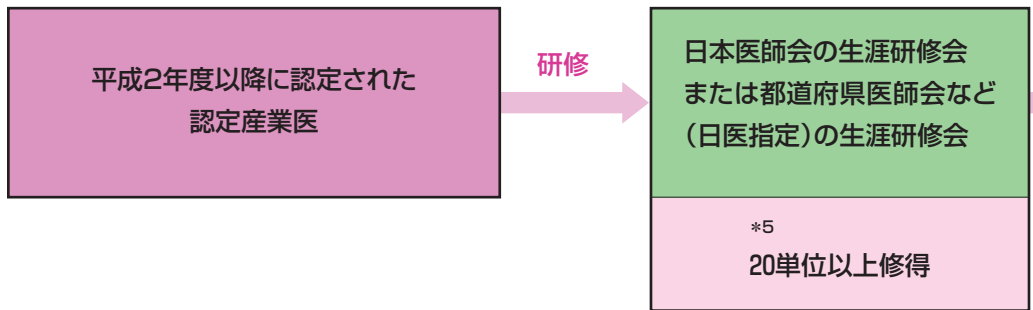 平成2年度以降に認定された
認定産業医
研修
日本医師会の生涯研修会
または都道府県医師会など
（日医指定）の生涯研修会
*5
20単位以上修得